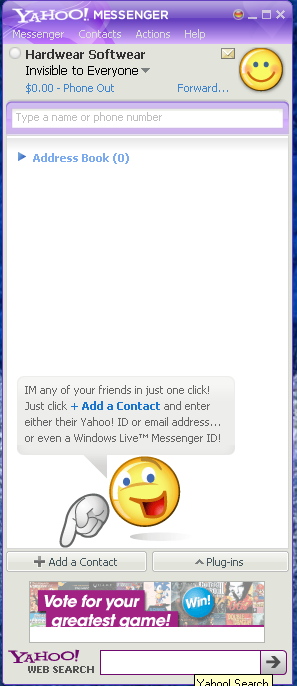 YAHOO! MESSENGER
Messenger Contacts Actions Help
Hardwear Softwear
Invisible to Everyone
$0.00 - Phone Out Forward...
Type a name or phone number
Address Book (0)
IM any of your friends in just one click!
Just click + Add a Contact and enter
either their Yahoo! ID or email address...
or even a Windows Live™ Messenger ID!
+ Add a Contact Plug-ins
Vote for your
greatest game!
Win!
YAHOO!
WEB SEARCH
Yahoo! Search